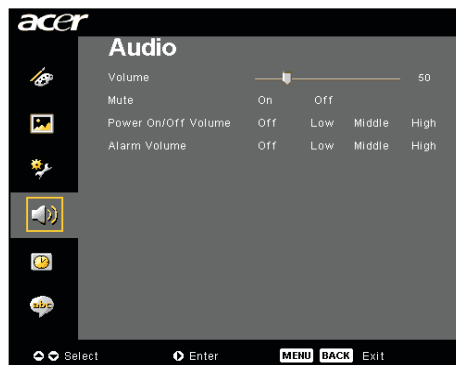 acer
Audio
Volume 50
Mute On Off
Power On/Off Volume Off Low Middle High
Alarm Volume Off Low Middle High
abc
Select Enter MENU BACK Exit